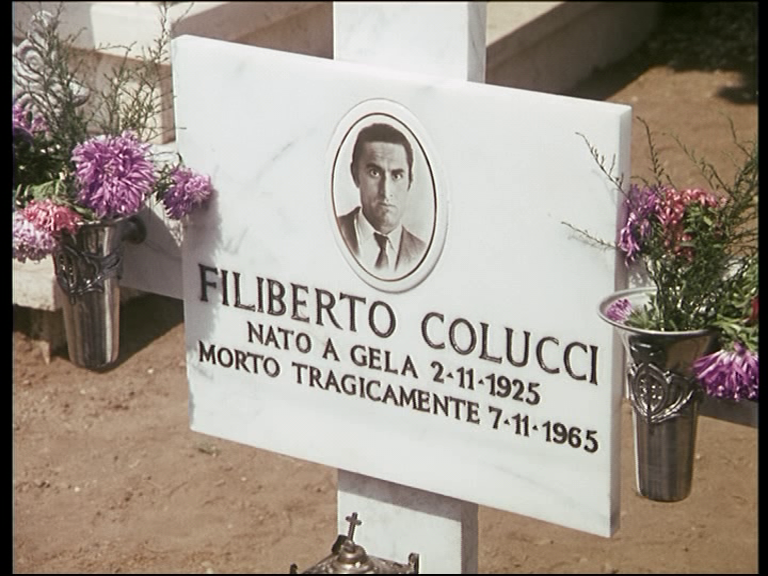 FILIBERTO COLUCCI
NATO A GELA 2-11-1925
MORTO TRAGICAMENTE 7-11-1965